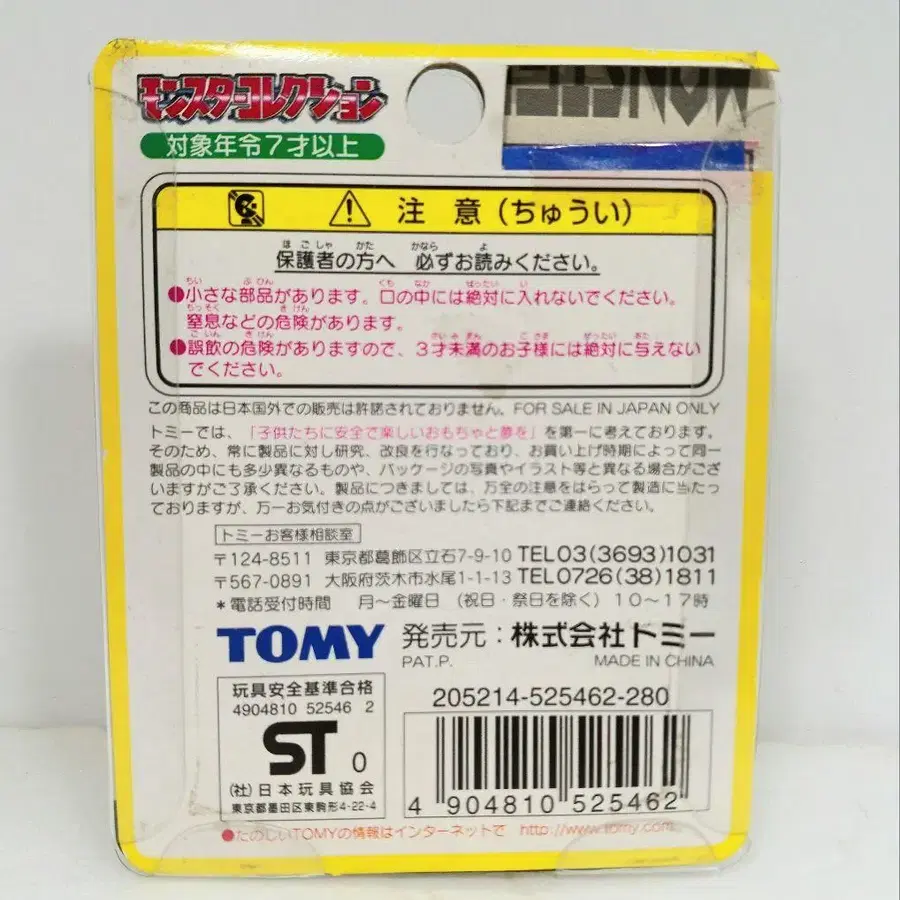 モンスターコレクション
対象年令7才以上
注 意 (ちゅうい)
保護者の方へ 必ずお読みください。
●小さな部品があります。口の中には絶対に入れないでください。
窒息などの危険があります。
●誤飲の危険がありますので、3才未満のお子様には絶対に与えない
でください。
この商品は日本国外での販売は許諾されておりません。FOR SALE IN JAPAN ONLY
トミーでは、「子供たちに安全で楽しいおもちゃと夢を」を第一に考えております。
そのため、常に製品に対し研究、改良を行なっており、お買い上げ時期によって同一
製品の中にも多少異なるものや、パッケージの写真やイラスト等と異なる場合がござ
いますがご了承ください。製品につきましては、万全の注意をはらって製造に当たっ
ておりますが、万一お気付きの点がございましたら下記までご連絡ください。
トミーお客様相談室
〒124-8511 東京都葛飾区立石7-9-10 TEL03(3693)1031
〒567-0891 大阪府茨木市水尾1-1-13 TEL0726(38)1811
*電話受付時間 月~金曜日 (祝日・祭日を除く) 10~17時
TOMY 発売元:株式会社トミー
PAT.P. MADE IN CHINA
玩具安全基準合格
4904810 52546 2
ST 0
(社)日本玩具協会
東京都墨田区東駒形4-22-4
205214-525462-280
4 904810 525462
●たのしいTOMYの情報はインターネットで http://www.tomy.com